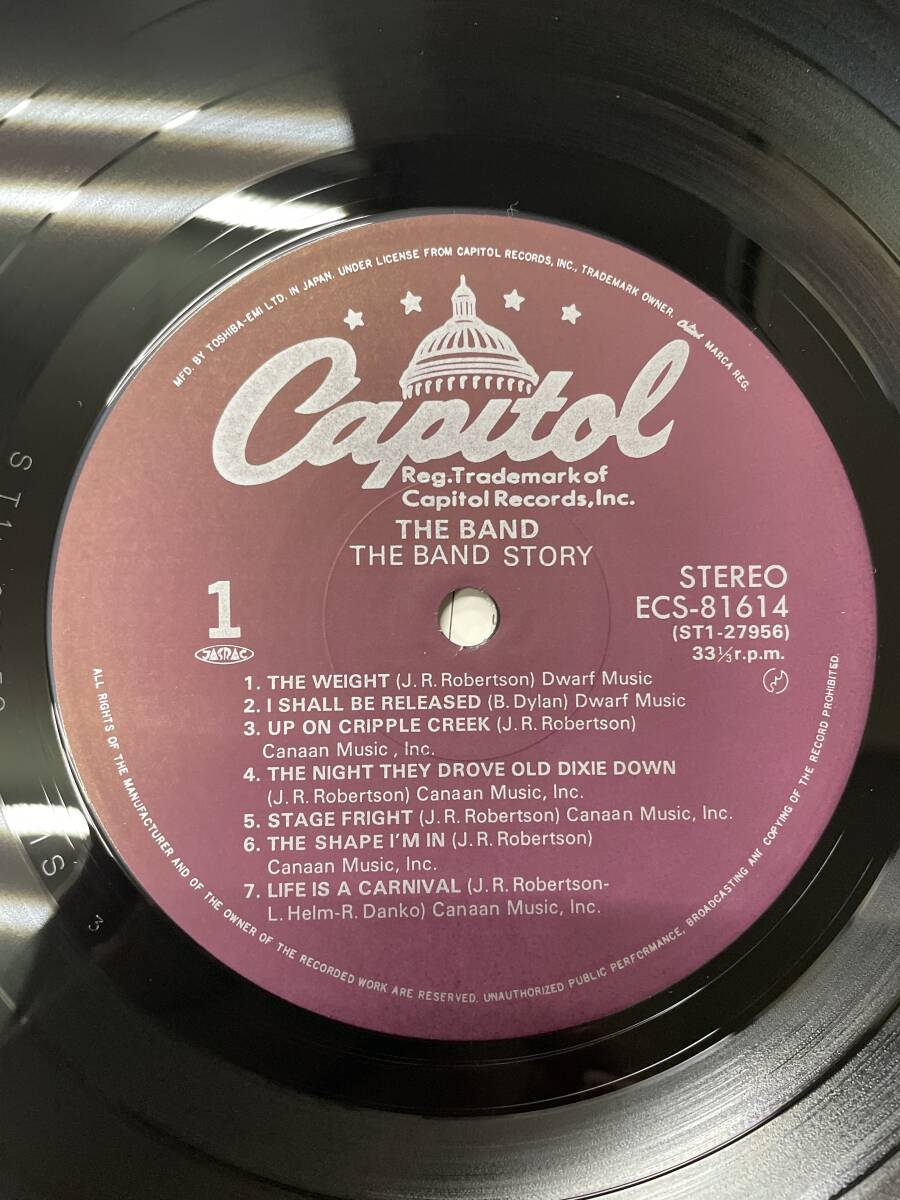 MFD. BY TOSHIBA-EMI LTD. IN JAPAN. UNDER LICENSE FROM CAPITOL RECORDS, INC., TRADEMARK OWNER. Capitol MARCA REG.
Capitol
Reg.Trademark of
Capitol Records,Inc.
THE BAND
THE BAND STORY
1
JASRAC
STEREO
ECS-81614
(ST1-27956)
33⅓r.p.m.
1. THE WEIGHT (J.R.Robertson) Dwarf Music
2. I SHALL BE RELEASED (B.Dylan) Dwarf Music
3. UP ON CRIPPLE CREEK (J.R.Robertson)
Canaan Music, Inc.
4. THE NIGHT THEY DROVE OLD DIXIE DOWN
(J.R.Robertson) Canaan Music, Inc.
5. STAGE FRIGHT (J.R.Robertson) Canaan Music, Inc.
6. THE SHAPE I'M IN (J.R.Robertson)
Canaan Music, Inc.
7. LIFE IS A CARNIVAL (J.R.Robertson-
L.Helm-R.Danko) Canaan Music, Inc.
ALL RIGHTS OF THE MANUFACTURER AND OF THE OWNER OF THE RECORDED WORK ARE RESERVED. UNAUTHORIZED PUBLIC PERFORMANCE, BROADCASTING AND COPYING OF THE RECORD PROHIBITED.
3